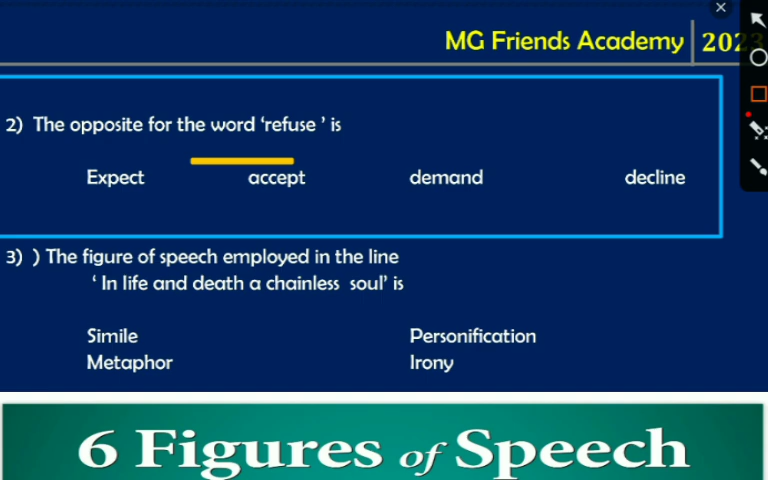 MG Friends Academy 2023
2) The opposite for the word ‘refuse ’ is
Expect accept demand decline
3) ) The figure of speech employed in the line
‘ In life and death a chainless soul’ is
Simile Personification
Metaphor Irony
6 Figures of Speech